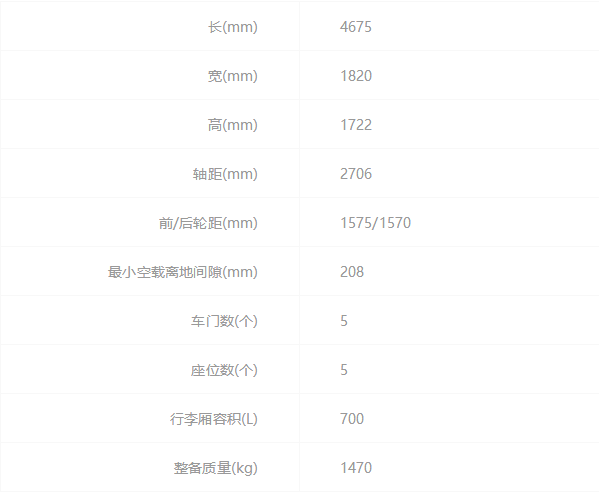 长(mm) 4675
宽(mm) 1820
高(mm) 1722
轴距(mm) 2706
前/后轮距(mm) 1575/1570
最小空载离地间隙(mm) 208
车门数(个) 5
座位数(个) 5
行李厢容积(L) 700
整备质量(kg) 1470